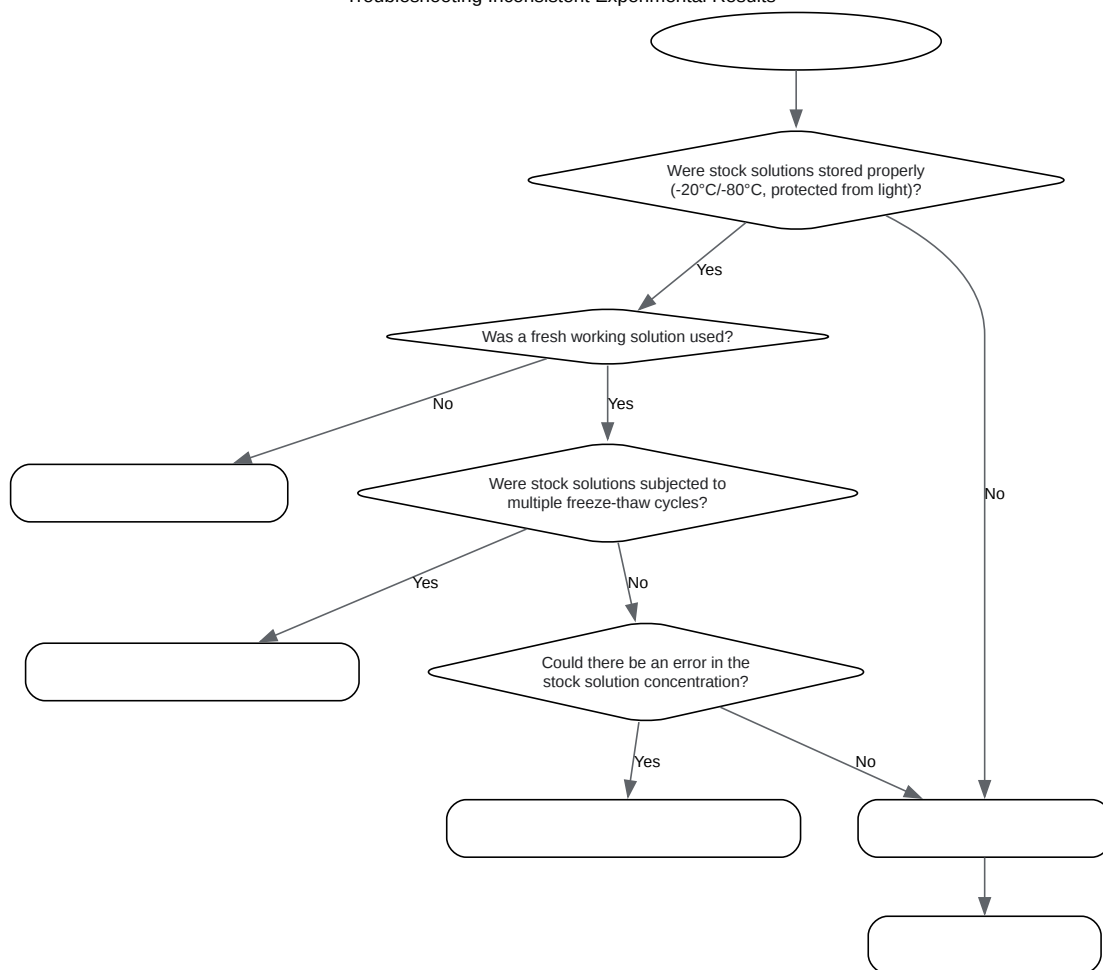 Troubleshooting Inconsistent Experimental Results
Were stock solutions stored properly
(-20°C/-80°C, protected from light)?
Yes
Was a fresh working solution used?
No
Yes
Were stock solutions subjected to
multiple freeze-thaw cycles?
No
Yes
No
Could there be an error in the
stock solution concentration?
Yes
No